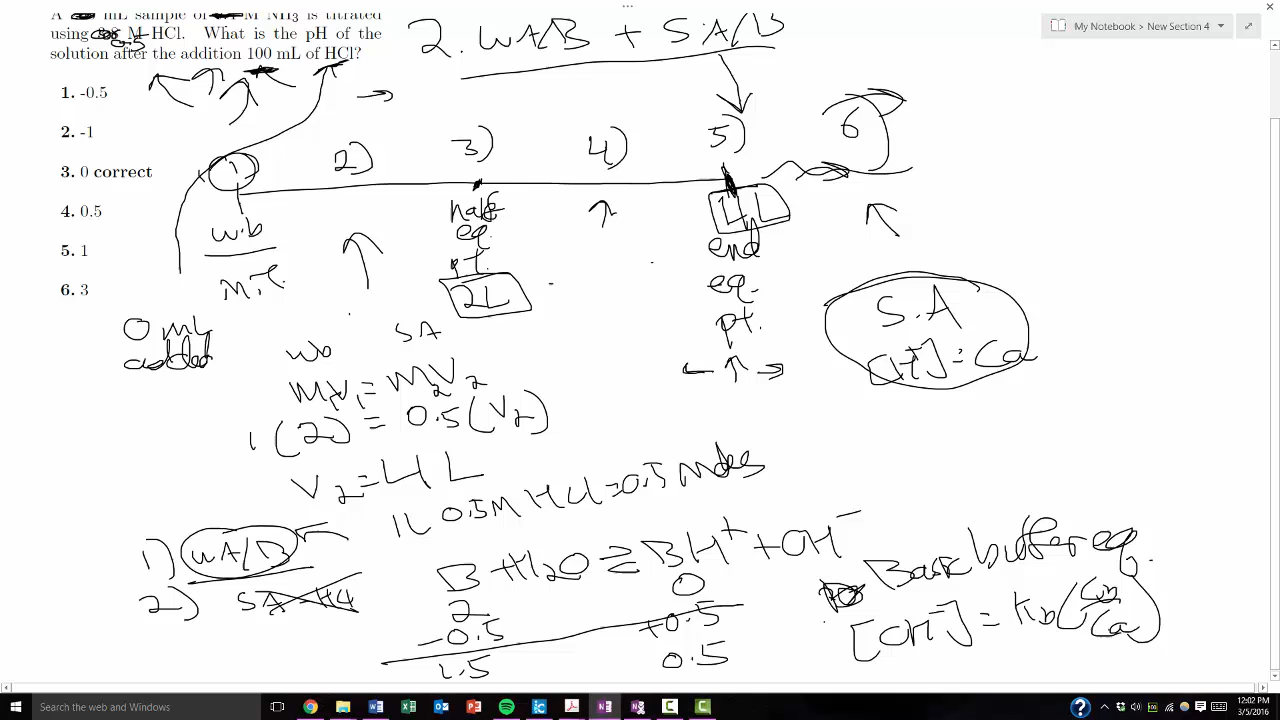 A mL sample of M NH3 is titrated
using M HCl. What is the pH of the
0.5
solution after the addition 100 mL of HCl?
1. -0.5
2. -1
3. 0 correct
4. 0.5
5. 1
6. 3
2. WA/B + S.A/B
1
2)
3)
4)
5)
6
w.b
half
eq.
pt.
2L
end
eq.
pt.
S.A
[H+] = Ca
0 mL
added
wb SA
M1V1 = M2V2
1(2) = 0.5(V2)
V2 = 4 L
1L 0.5M HCl = 0.5 moles
1) WA/B
2) SA
B + H2O ⇌ BH+ + OH-
2 0
-0.5 +0.5
1.5 0.5
Basic buffer eq.
[OH-] = Kb(Cb/Ca)
My Notebook > New Section 4
Search the web and Windows
12:02 PM
3/5/2016